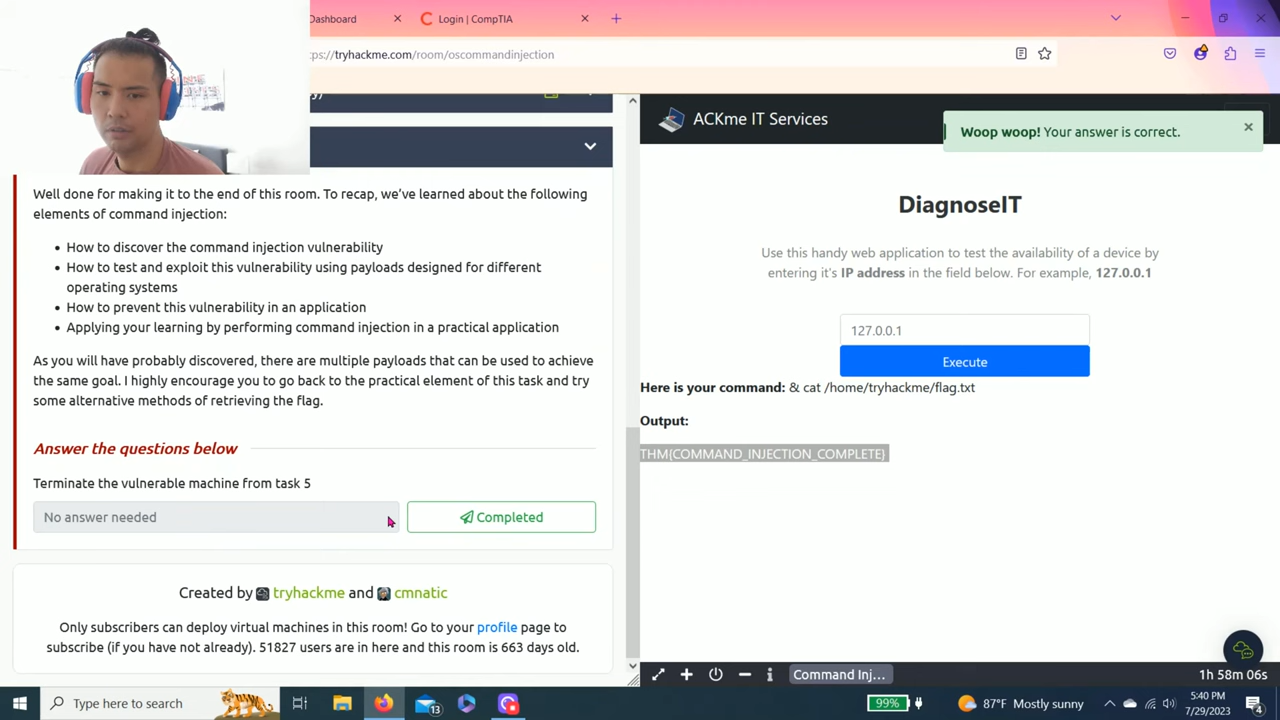 Dashboard
Login | CompTIA
ps://tryhackme.com/room/oscommandinjection
ACKme IT Services
Woop woop! Your answer is correct.
Well done for making it to the end of this room. To recap, we've learned about the following
elements of command injection:
• How to discover the command injection vulnerability
• How to test and exploit this vulnerability using payloads designed for different
operating systems
• How to prevent this vulnerability in an application
• Applying your learning by performing command injection in a practical application
As you will have probably discovered, there are multiple payloads that can be used to achieve
the same goal. I highly encourage you to go back to the practical element of this task and try
some alternative methods of retrieving the flag.
Answer the questions below
Terminate the vulnerable machine from task 5
No answer needed
Completed
Created by tryhackme and cmnatic
Only subscribers can deploy virtual machines in this room! Go to your profile page to
subscribe (if you have not already). 51827 users are in here and this room is 663 days old.
DiagnoseIT
Use this handy web application to test the availability of a device by
entering it's IP address in the field below. For example, 127.0.0.1
127.0.0.1
Execute
Here is your command: & cat /home/tryhackme/flag.txt
Output:
THM{COMMAND_INJECTION_COMPLETE}
Command Inj...
1h 58m 06s
Type here to search
13
99%
87°F Mostly sunny
5:40 PM
7/29/2023
4